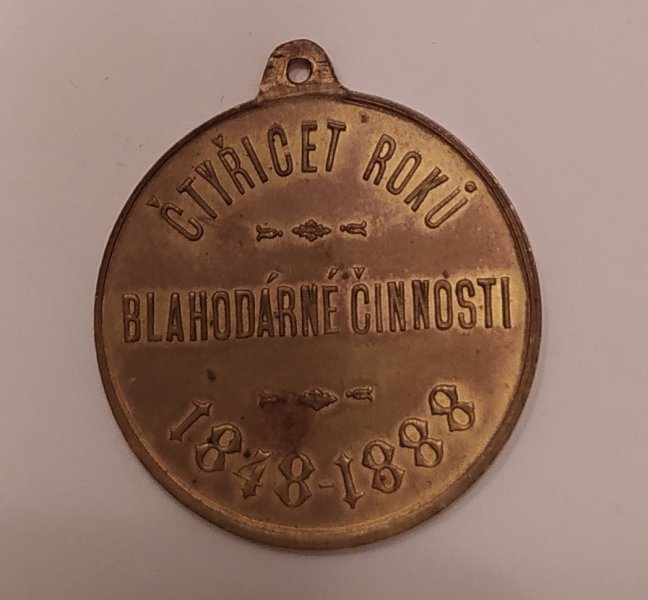 ČTYŘICET ROKŮ
BLAHODÁRNÉ ČINNOSTI
1848-1888